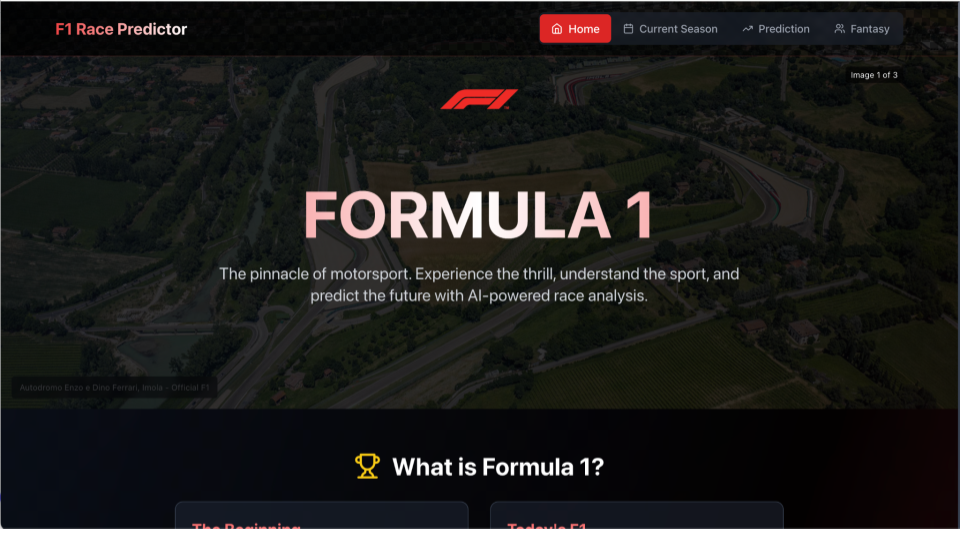 F1 Race Predictor
Home
Current Season
Prediction
Fantasy
Image 1 of 3
F1
FORMULA 1
The pinnacle of motorsport. Experience the thrill, understand the sport, and
predict the future with AI-powered race analysis.
Autodromo Enzo e Dino Ferrari, Imola - Official F1
What is Formula 1?
The Beginning
Today's F1